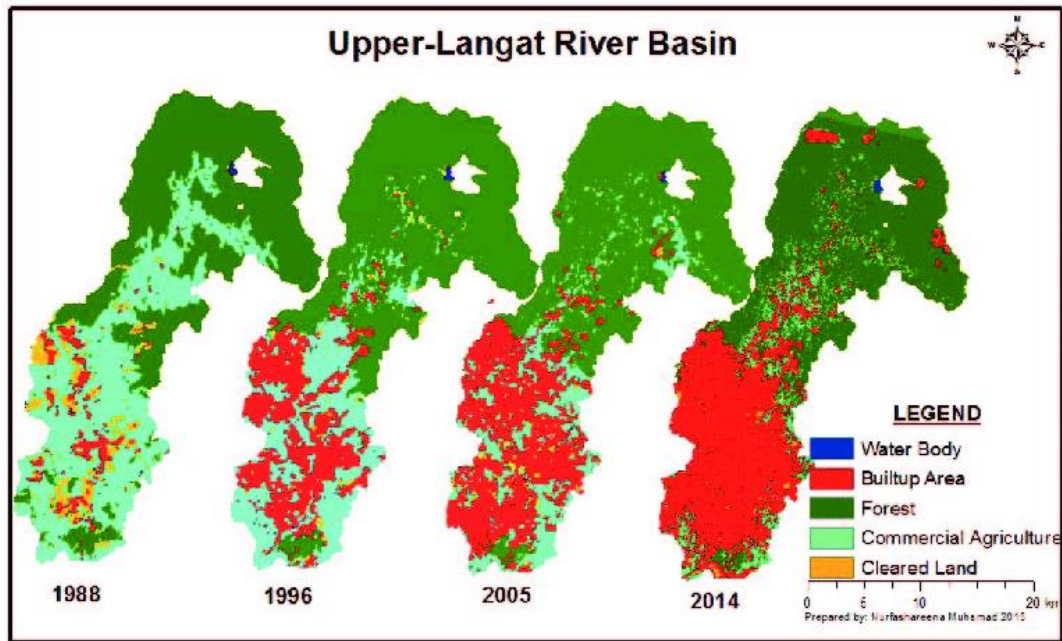 Upper-Langat River Basin
N
W
E
S
LEGEND
Water Body
Builtup Area
Forest
Commercial Agriculture
Cleared Land
1988
1996
2005
2014
0 5 10 20 km
Prepared by: Nurfashareena Muhamad 2015